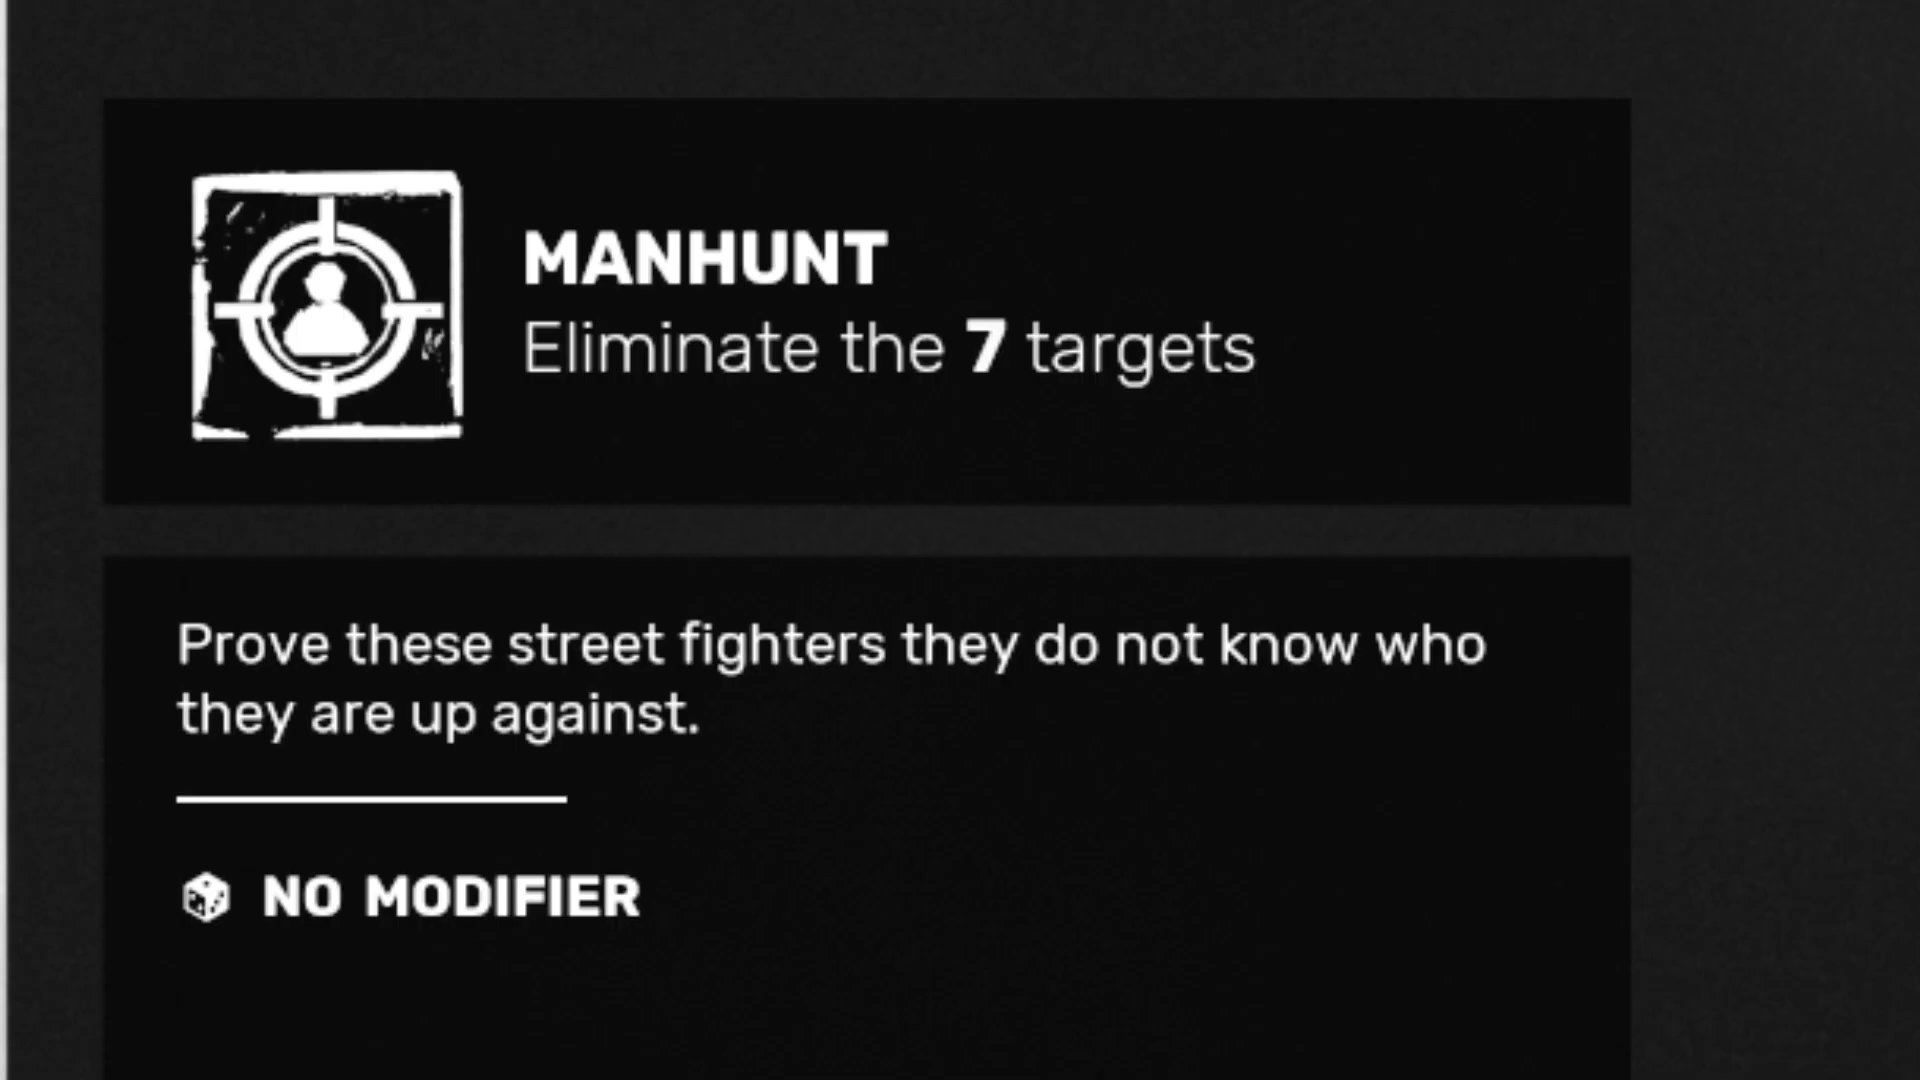 MANHUNT
Eliminate the 7 targets
Prove these street fighters they do not know who
they are up against.
NO MODIFIER